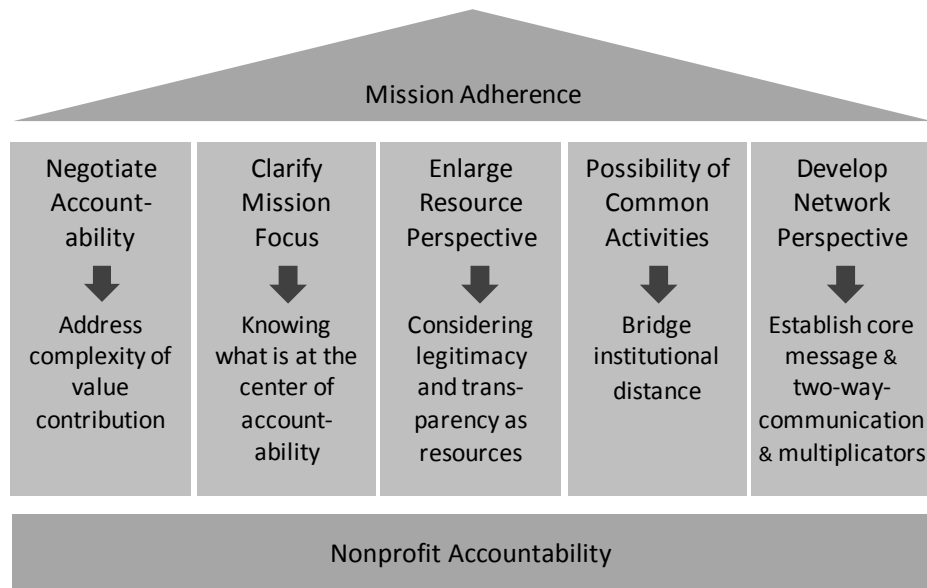 Mission Adherence
Negotiate
Account-
ability
Address
complexity of
value
contribution
Clarify
Mission
Focus
Knowing
what is at the
center of
account-
ability
Enlarge
Resource
Perspective
Considering
legitimacy
and trans-
parency as
resources
Possibility of
Common
Activities
Bridge
institutional
distance
Develop
Network
Perspective
Establish core
message &
two-way-
communication
& multiplicators
Nonprofit Accountability